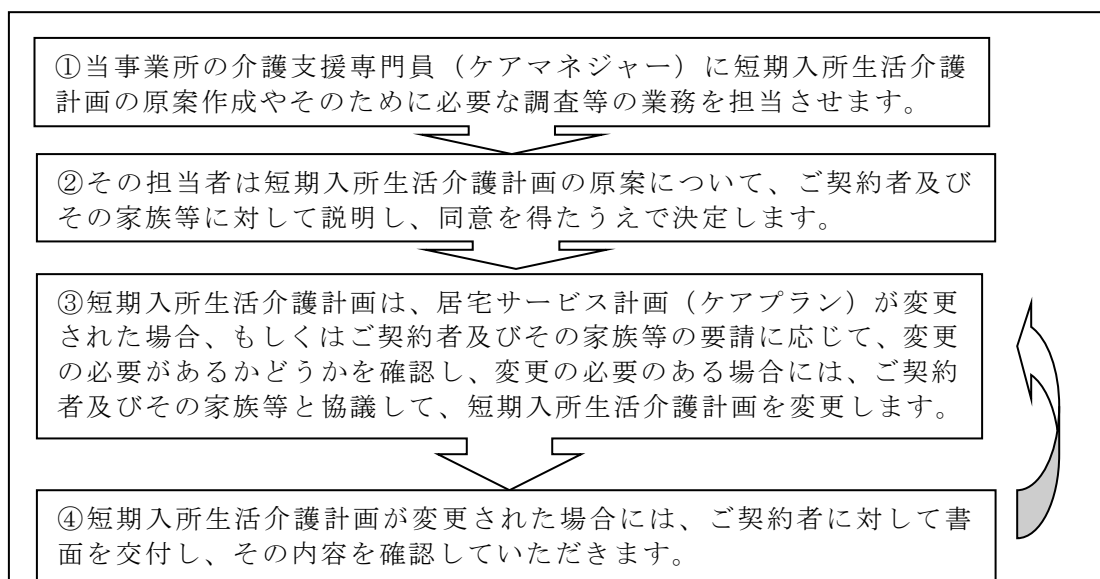 ①当事業所の介護支援専門員（ケアマネジャー）に短期入所生活介護
計画の原案作成やそのために必要な調査等の業務を担当させます。
②その担当者は短期入所生活介護計画の原案について、ご契約者及び
その家族等に対して説明し、同意を得たうえで決定します。
③短期入所生活介護計画は、居宅サービス計画（ケアプラン）が変更
された場合、もしくはご契約者及びその家族等の要請に応じて、変更
の必要があるかどうかを確認し、変更の必要のある場合には、ご契約
者及びその家族等と協議して、短期入所生活介護計画を変更します。
④短期入所生活介護計画が変更された場合には、ご契約者に対して書
面を交付し、その内容を確認していただきます。